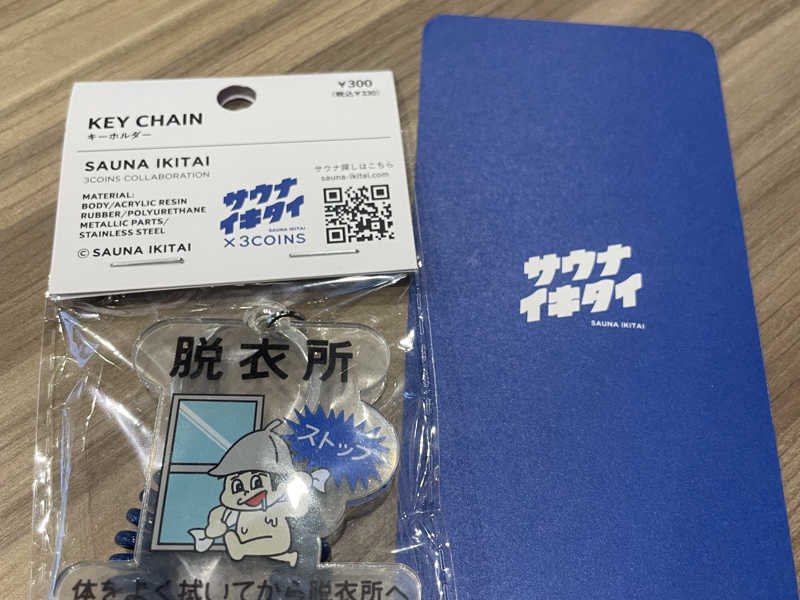 ¥300
(税込¥330)
KEY CHAIN
キーホルダー
SAUNA IKITAI
3COINS COLLABORATION
MATERIAL:
BODY/ACRYLIC RESIN
RUBBER/POLYURETHANE
METALLIC PARTS/
STAINLESS STEEL
© SAUNA IKITAI
サウナ探しはこちら
sauna-ikitai.com
サウナ
イキタイ
SAUNA IKITAI
×3COINS
脱衣所
ストップ
体をよく拭いてから脱衣所へ
サウナ
イキタイ
SAUNA IKITAI